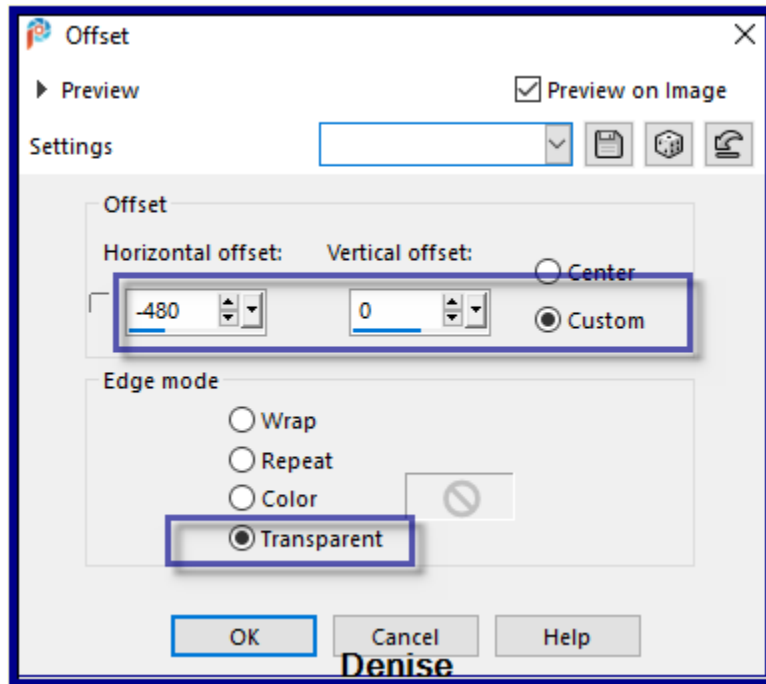 Offset
Preview
Preview on Image
Settings
Offset
Horizontal offset:
Vertical offset:
Center
-480
0
Custom
Edge mode
Wrap
Repeat
Color
Transparent
OK
Cancel
Help
Denise